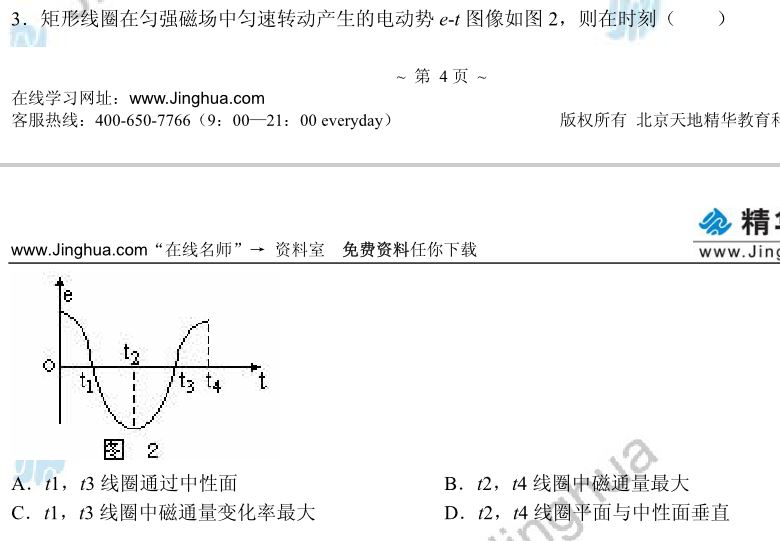 3．矩形线圈在匀强磁场中匀速转动产生的电动势 e-t 图像如图 2，则在时刻（　　）
~ 第 4 页 ~
在线学习网址：www.Jinghua.com
客服热线：400-650-7766（9：00—21：00 everyday）　　版权所有 北京天地精华教育科
精华
www.Jinghua.com“在线名师”→ 资料室　免费资料任你下载
www.Jing
e
O t1 t2 t3 t4 t
图 2
A．t1，t3 线圈通过中性面　　B．t2，t4 线圈中磁通量最大
C．t1，t3 线圈中磁通量变化率最大　　D．t2，t4 线圈平面与中性面垂直
Jinghua